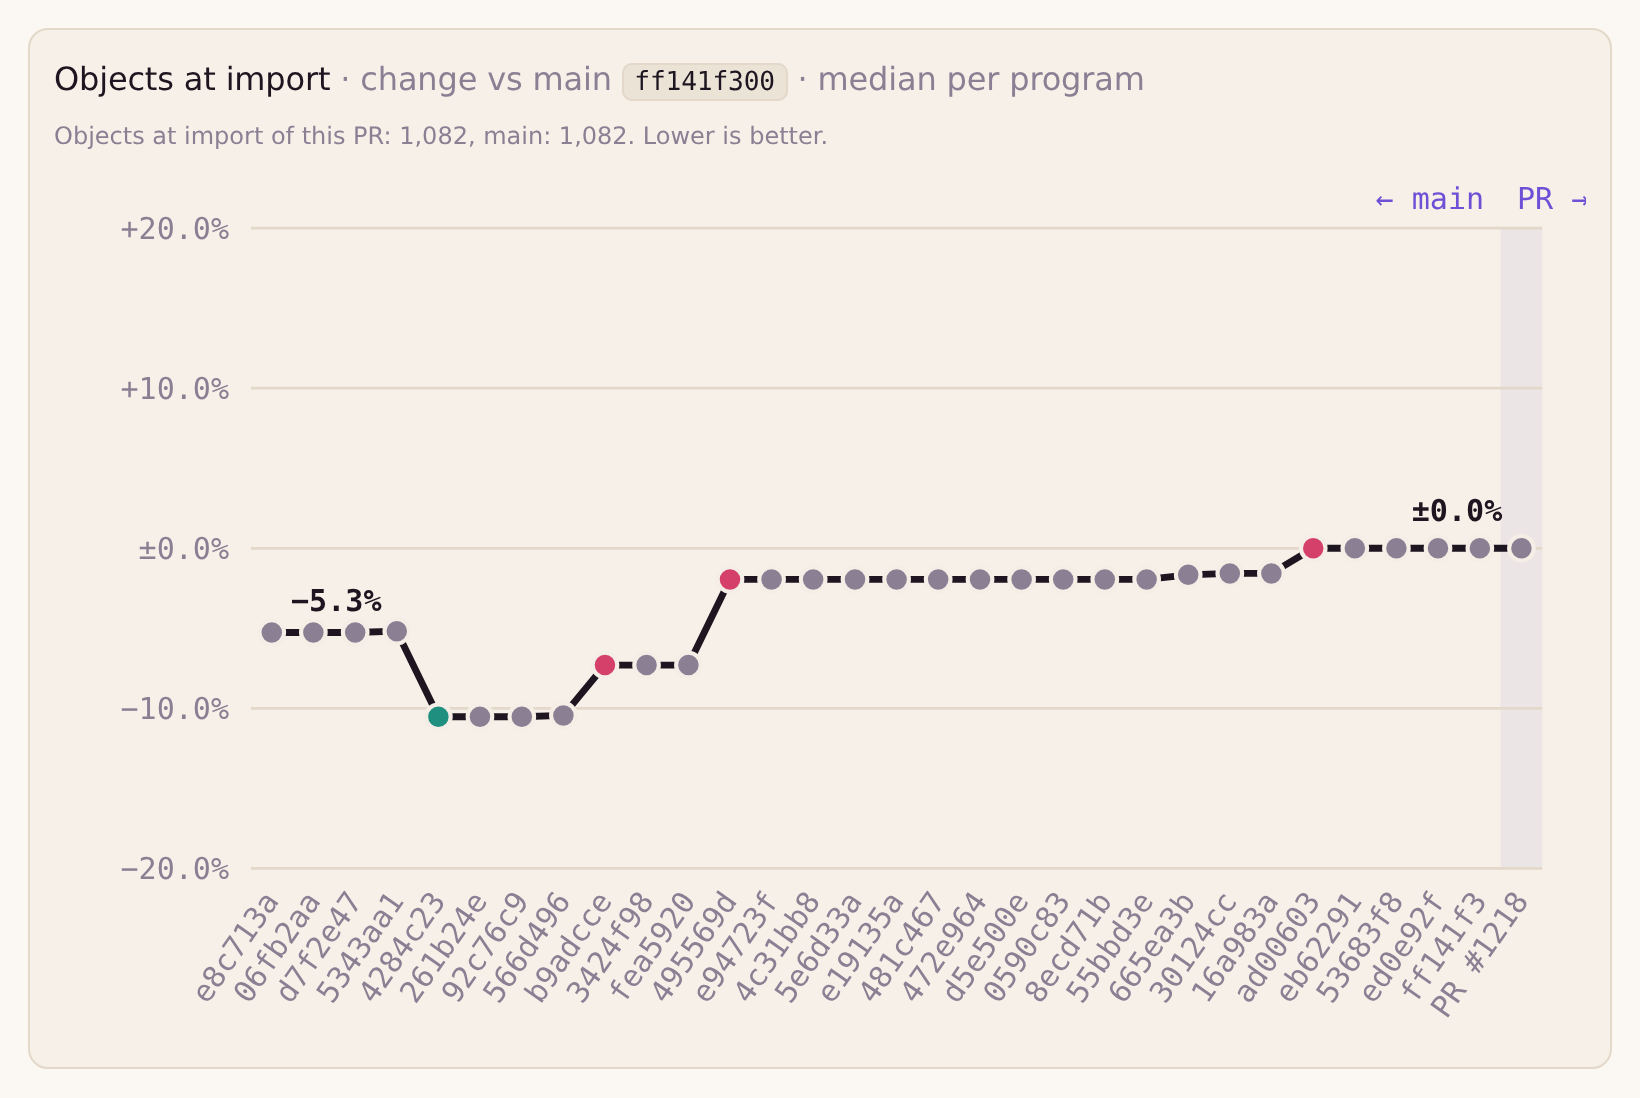 Objects at import · change vs main ff141f300 · median per program
Objects at import of this PR: 1,082, main: 1,082. Lower is better.
← main PR →
+20.0%
+10.0%
±0.0%
−10.0%
−20.0%
−5.3%
±0.0%
e8c713a
06fb2aa
d7f2e47
5343aa1
4284c23
261b24e
92c76c9
566d496
b9adcce
3424f98
fea5920
495569d
e94723f
4c31bb8
5e6d33a
e19135a
481c467
472e964
d5e500e
0590c83
8ecd71b
55bbd3e
665ea3b
30124cc
16a983a
ad00603
eb62291
53683f8
ed0e92f
ff141f3
PR #1218